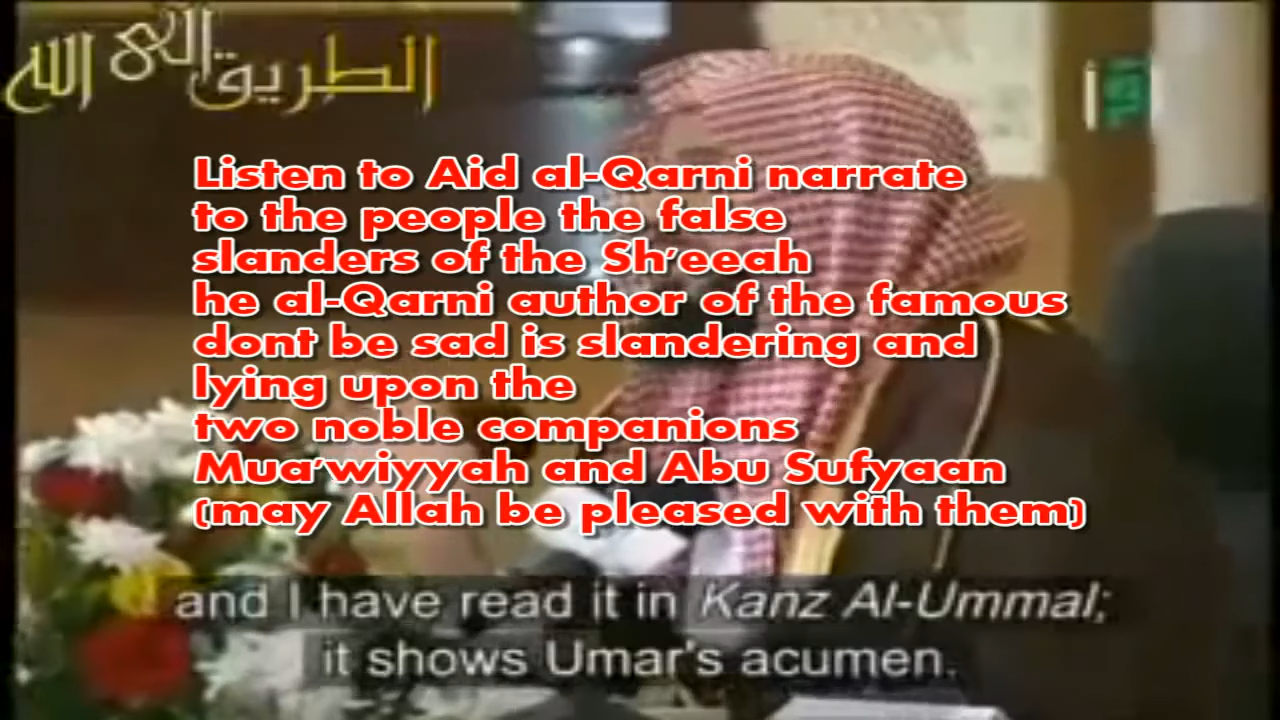 الطريق إلى الله
اقرأ
Listen to Aid al-Qarni narrate
to the people the false
slanders of the Sh'eeah
he al-Qarni author of the famous
dont be sad is slandering and
lying upon the
two noble companions
Mua'wiyyah and Abu Sufyaan
(may Allah be pleased with them)
and I have read it in Kanz Al-Ummal;
it shows Umar's acumen.